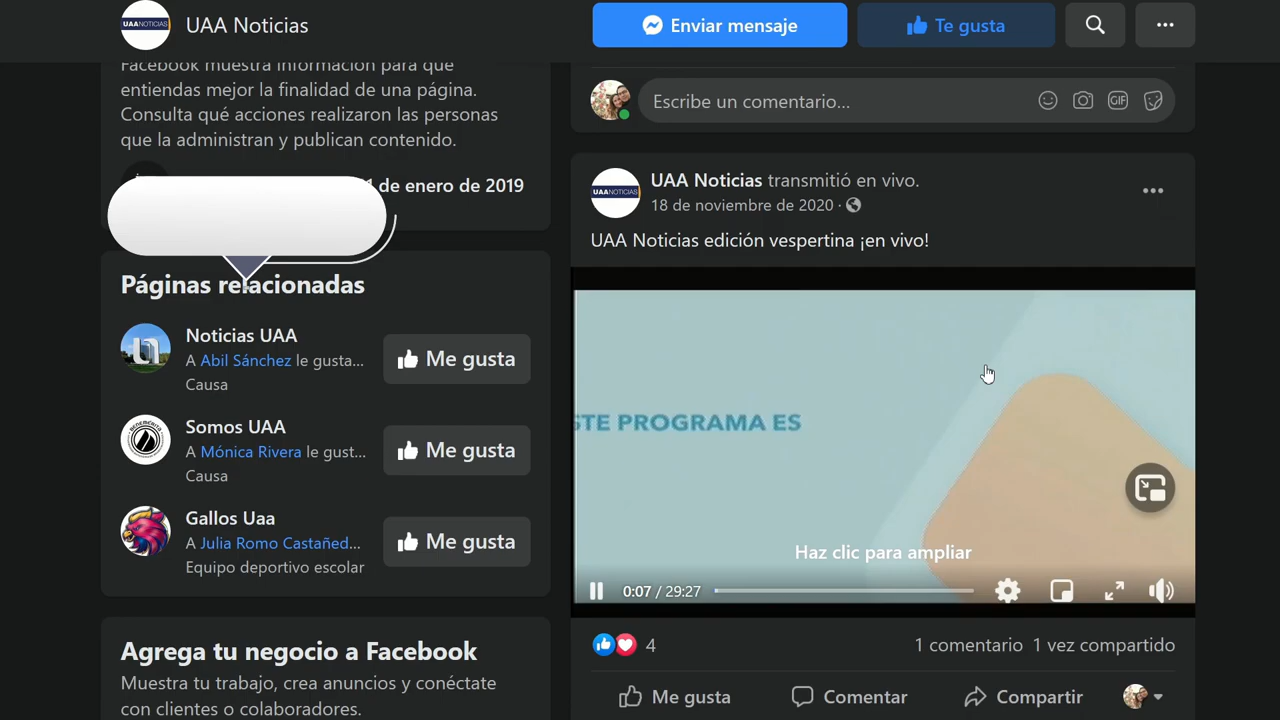 UAANOTICIAS
UAA Noticias
Enviar mensaje
Te gusta
Facebook muestra información para que
entiendas mejor la finalidad de una página.
Consulta qué acciones realizaron las personas
que la administran y publican contenido.
de enero de 2019
Páginas relacionadas
Noticias UAA
A Abil Sánchez le gusta...
Causa
Me gusta
Somos UAA
A Mónica Rivera le gust...
Causa
Me gusta
Gallos Uaa
A Julia Romo Castañed...
Equipo deportivo escolar
Me gusta
Agrega tu negocio a Facebook
Muestra tu trabajo, crea anuncios y conéctate
con clientes o colaboradores.
Escribe un comentario...
GIF
UAANOTICIAS
UAA Noticias transmitió en vivo.
18 de noviembre de 2020 ·
UAA Noticias edición vespertina ¡en vivo!
STE PROGRAMA ES
Haz clic para ampliar
0:07 / 29:27
4
1 comentario 1 vez compartido
Me gusta
Comentar
Compartir